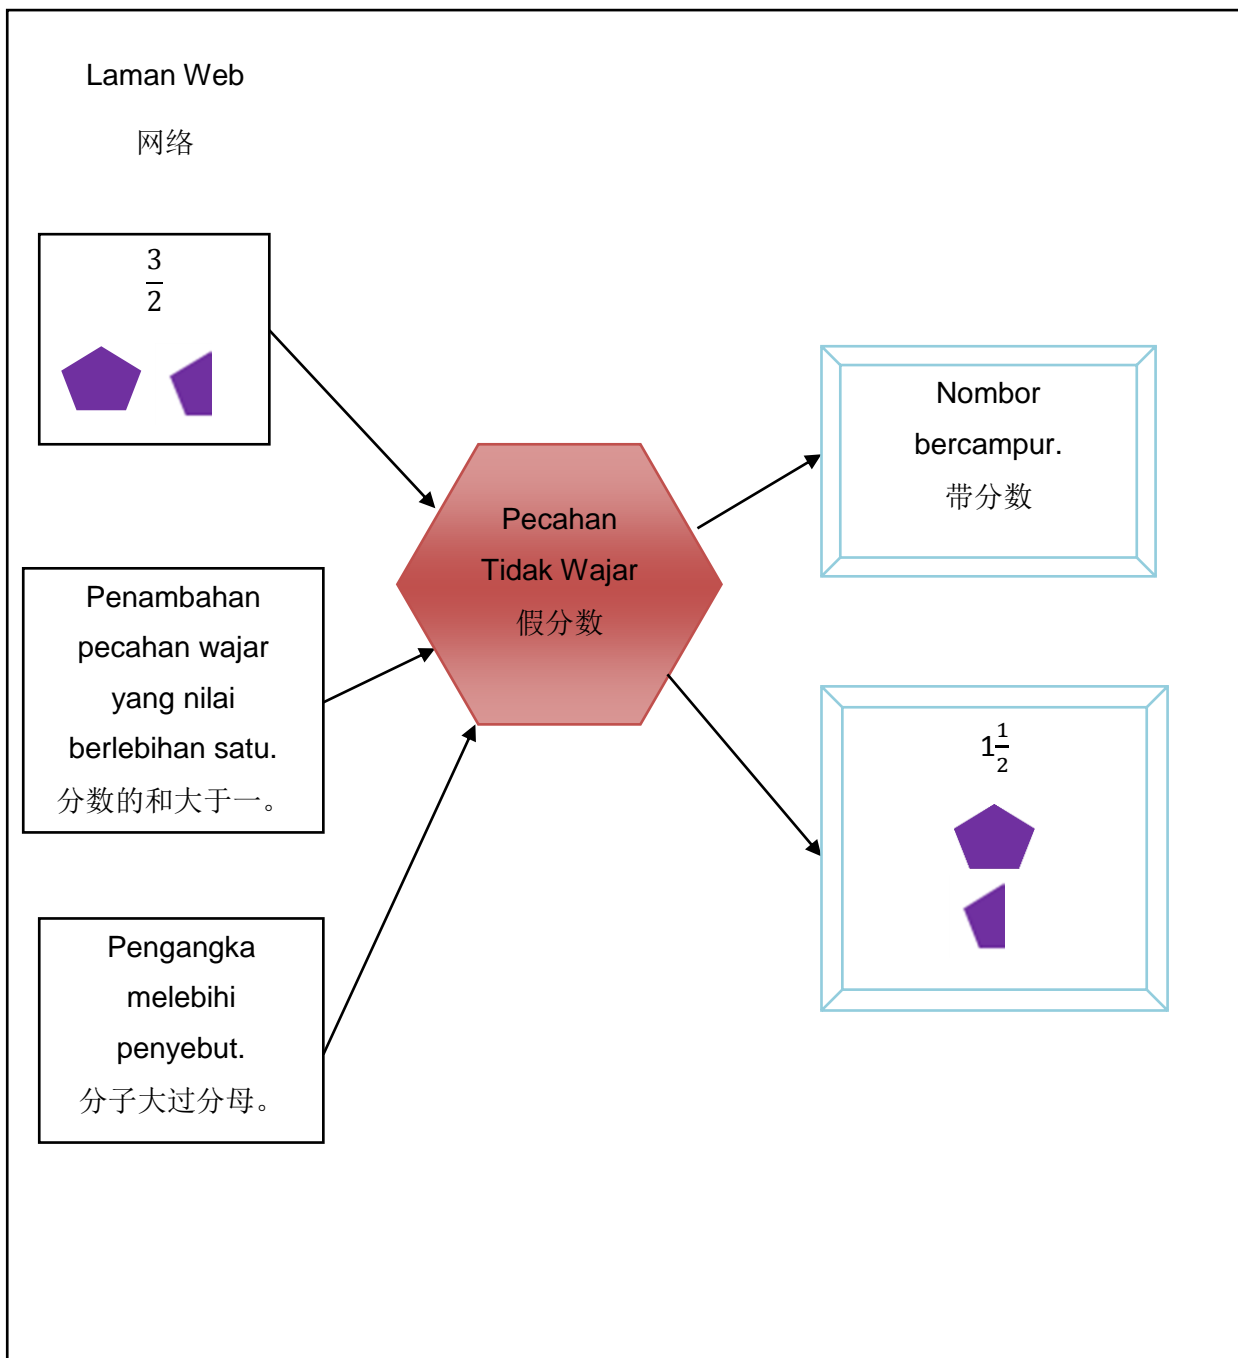 Laman Web
网络
3
2
Penambahan
pecahan wajar
yang nilai
berlebihan satu.
分数的和大于一。
Pengangka
melebihi
penyebut.
分子大过分母。
Pecahan
Tidak Wajar
假分数
Nombor
bercampur.
带分数
1 1/2